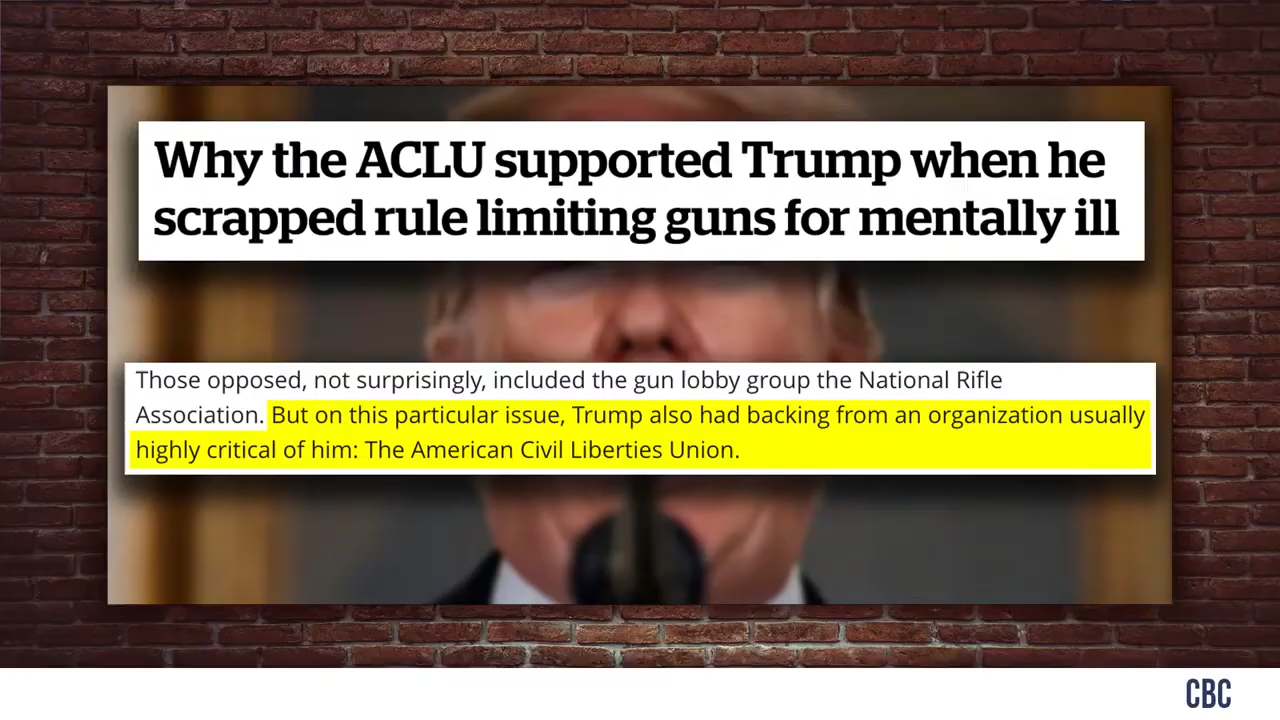 Why the ACLU supported Trump when he
scrapped rule limiting guns for mentally ill
Those opposed, not surprisingly, included the gun lobby group the National Rifle
Association. But on this particular issue, Trump also had backing from an organization usually
highly critical of him: The American Civil Liberties Union.
CBC